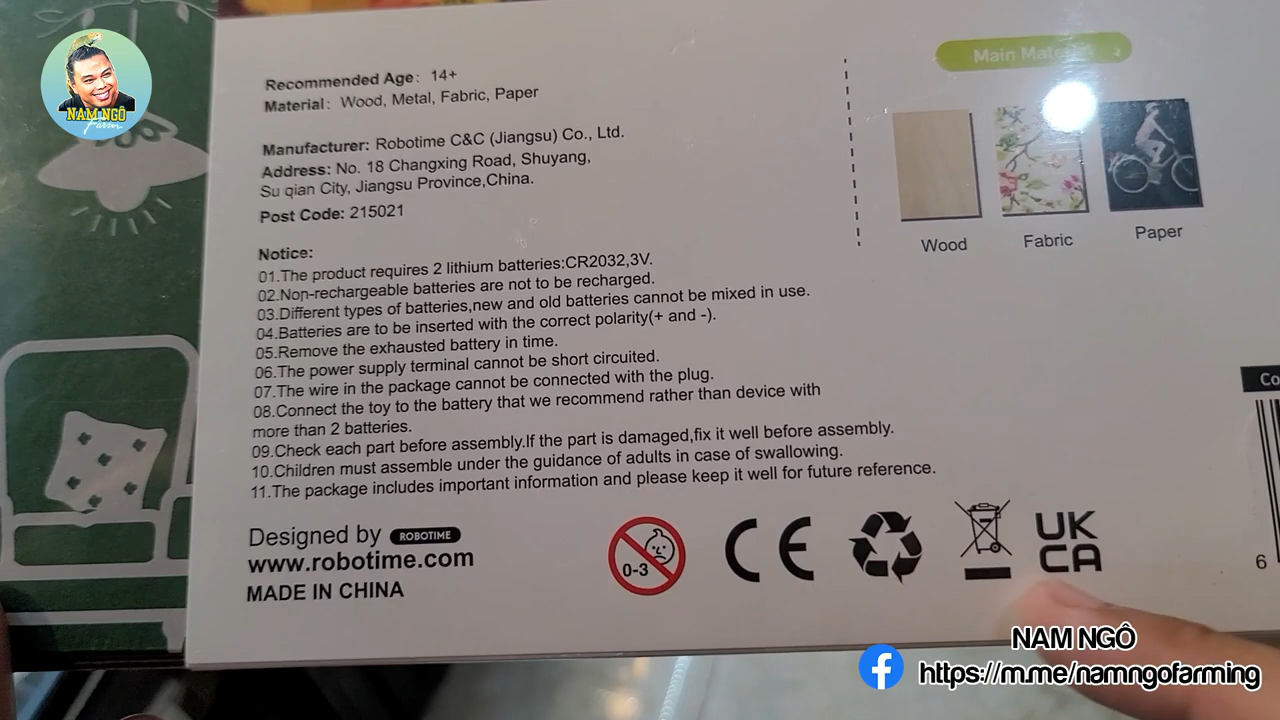 NAM NGÔ
Farm
Recommended Age: 14+
Material: Wood, Metal, Fabric, Paper
Manufacturer: Robotime C&C (Jiangsu) Co., Ltd.
Address: No. 18 Changxing Road, Shuyang,
Su qian City, Jiangsu Province,China.
Post Code: 215021
Main
Wood
Fabric
Paper
Notice:
01.The product requires 2 lithium batteries:CR2032,3V.
02.Non-rechargeable batteries are not to be recharged.
03.Different types of batteries,new and old batteries cannot be mixed in use.
04.Batteries are to be inserted with the correct polarity(+ and -).
05.Remove the exhausted battery in time.
06.The power supply terminal cannot be short circuited.
07.The wire in the package cannot be connected with the plug.
08.Connect the toy to the battery that we recommend rather than device with
more than 2 batteries.
09.Check each part before assembly.If the part is damaged,fix it well before assembly.
10.Children must assemble under the guidance of adults in case of swallowing.
11.The package includes important information and please keep it well for future reference.
Designed by ROBOTIME
www.robotime.com
MADE IN CHINA
0-3
CE
UK
CA
Co
6
NAM NGÔ
https://m.me/namngofarming